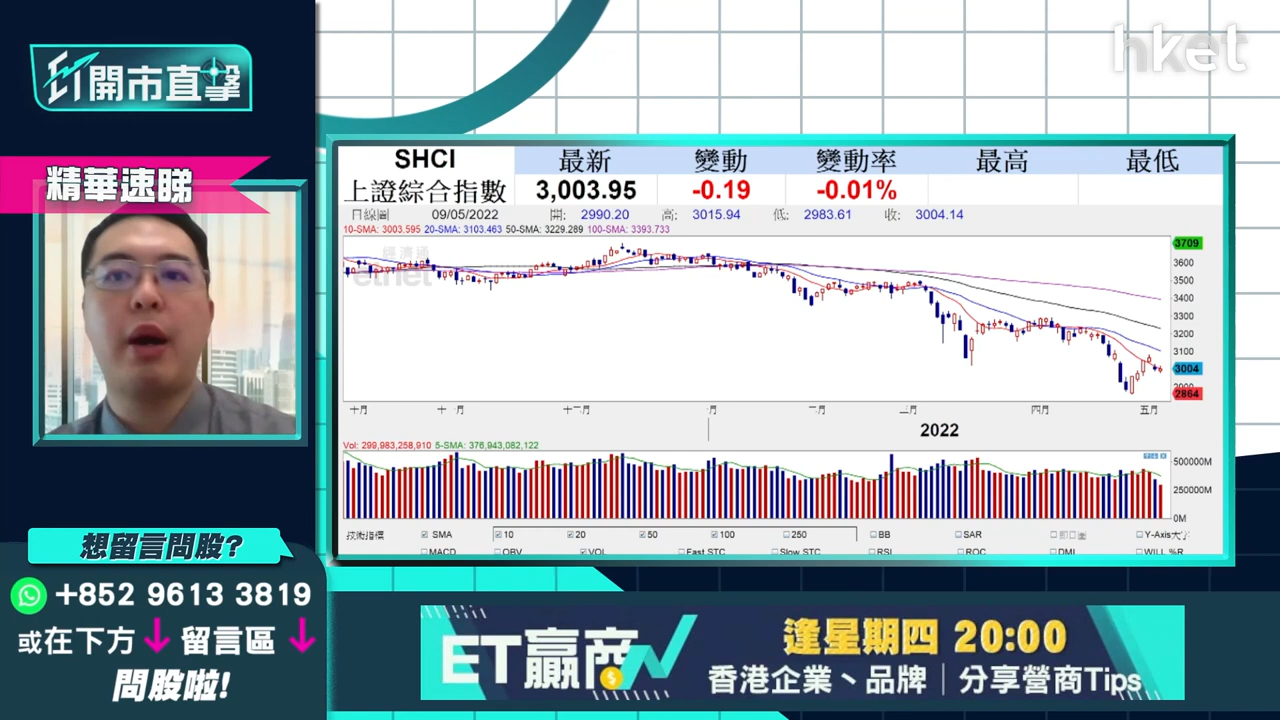 hket
ET開市直擊
精華速睇
SHCI 最新 變動 變動率 最高 最低
上證綜合指數 3,003.95 -0.19 -0.01%
日線圖 09/05/2022 開: 2990.20 高: 3015.94 低: 2983.61 收: 3004.14
10-SMA: 3003.595 20-SMA: 3103.463 50-SMA: 3229.289 100-SMA: 3393.733
經濟通
etnet
3709
3600
3500
3400
3300
3200
3100
3004
2864
十月 十一月 十二月 一月 二月 三月 四月 五月
2022
Vol: 299,983,258,910 5-SMA: 376,943,082,122
500000M
250000M
0M
技術指標 SMA 10 20 50 100 250 BB SAR Y-Axis
MACD OBV VOL Fast STC Slow STC RSI ROC DMI WILL %R
想留言問股?
+852 9613 3819
或在下方 留言區
問股啦!
ET贏商
$
逢星期四 20:00
香港企業、品牌|分享營商Tips